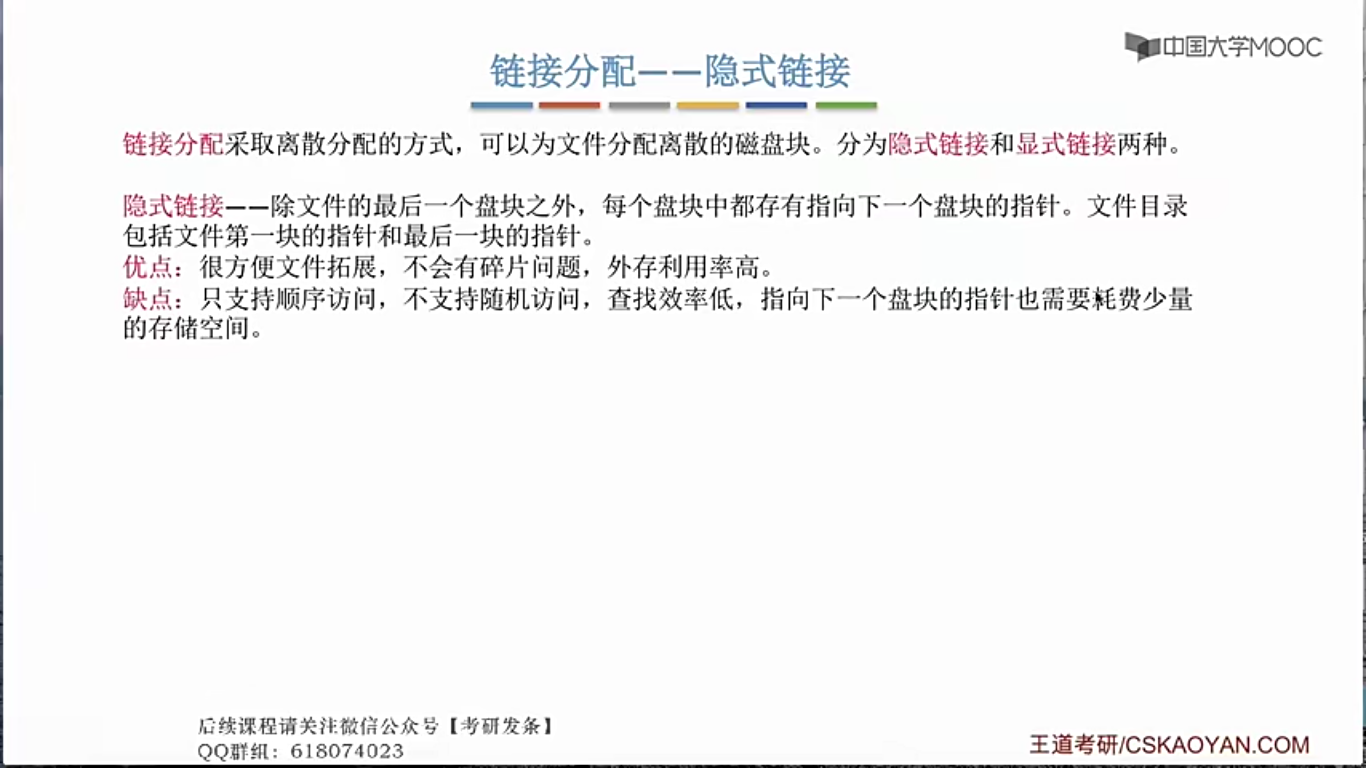 中国大学MOOC
链接分配——隐式链接
链接分配采取离散分配的方式，可以为文件分配离散的磁盘块。分为隐式链接和显式链接两种。
隐式链接——除文件的最后一个盘块之外，每个盘块中都存有指向下一个盘块的指针。文件目录
包括文件第一块的指针和最后一块的指针。
优点：很方便文件拓展，不会有碎片问题，外存利用率高。
缺点：只支持顺序访问，不支持随机访问，查找效率低，指向下一个盘块的指针也需要耗费少量
的存储空间。
后续课程请关注微信公众号【考研发条】
QQ群组：618074023
王道考研/CSKAOYAN.COM